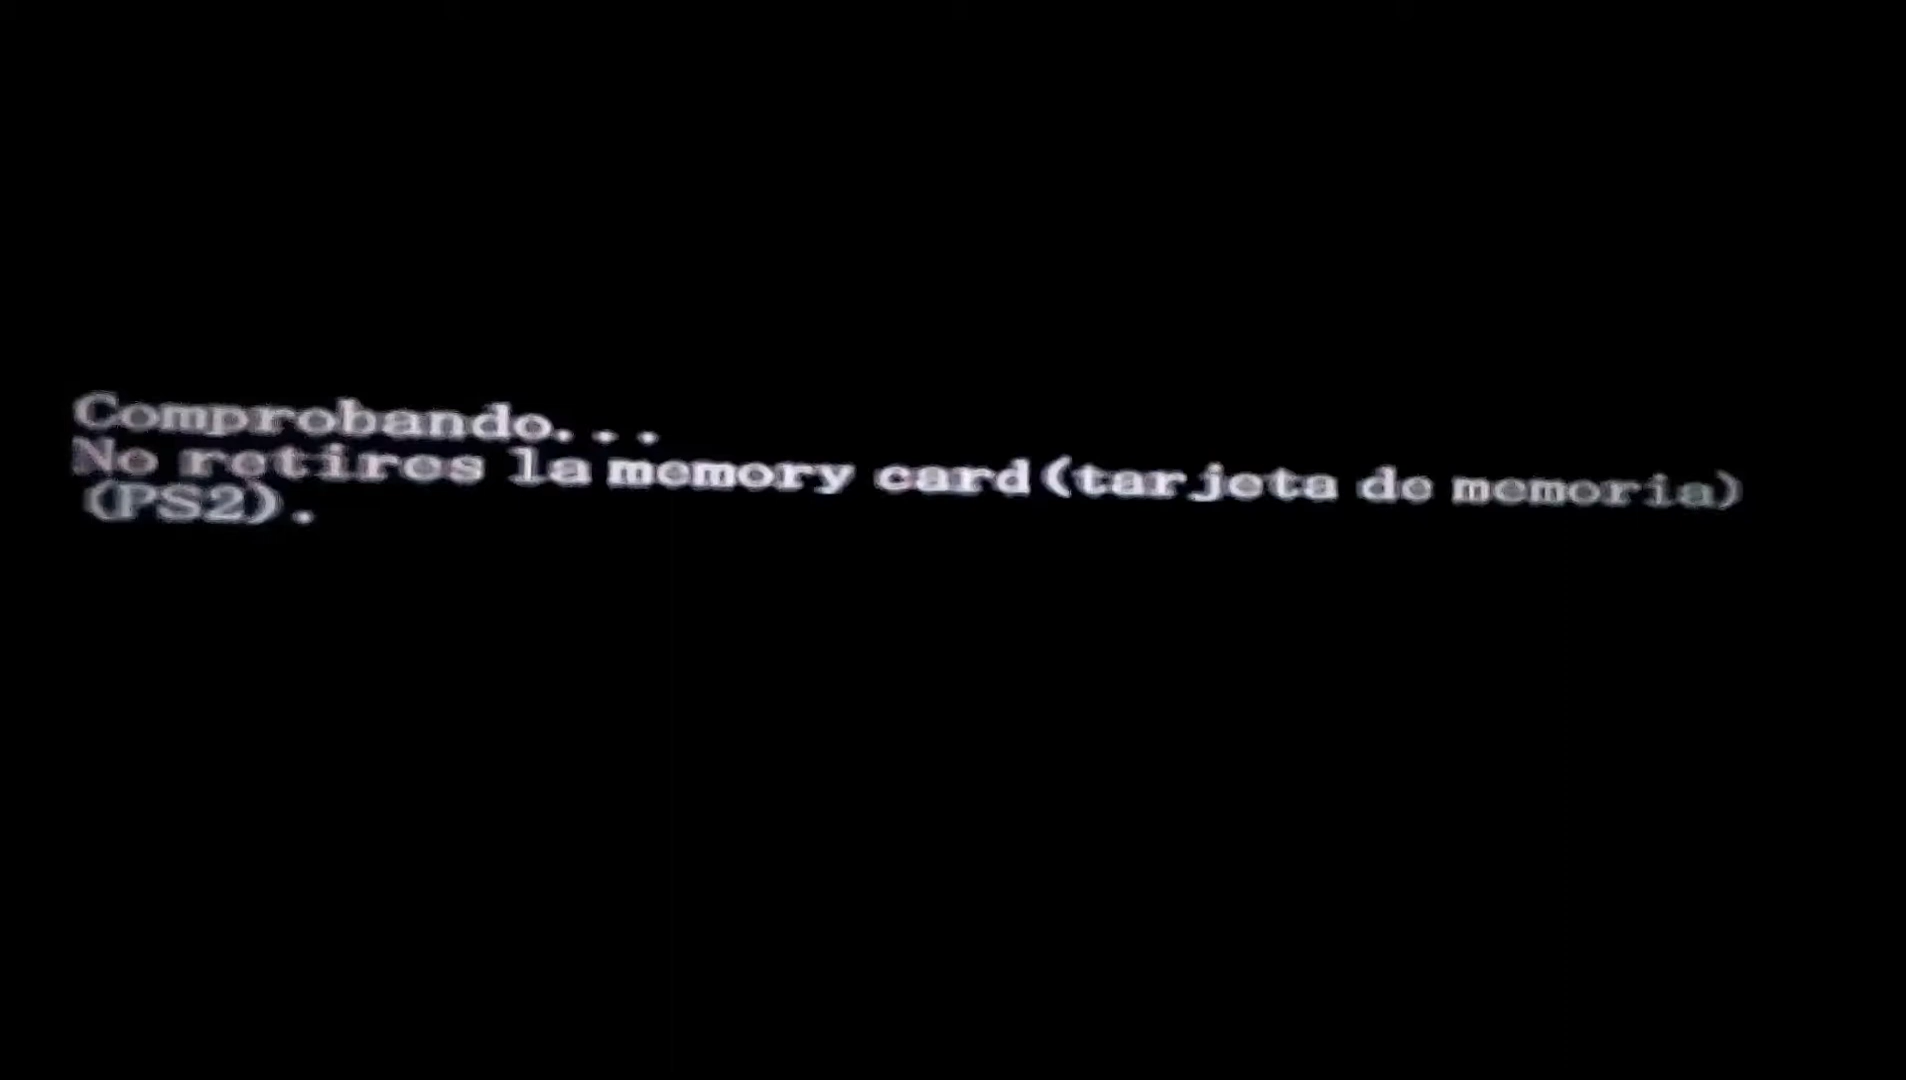 Comprobando...
No retires la memory card(tarjeta de memoria)
(PS2).